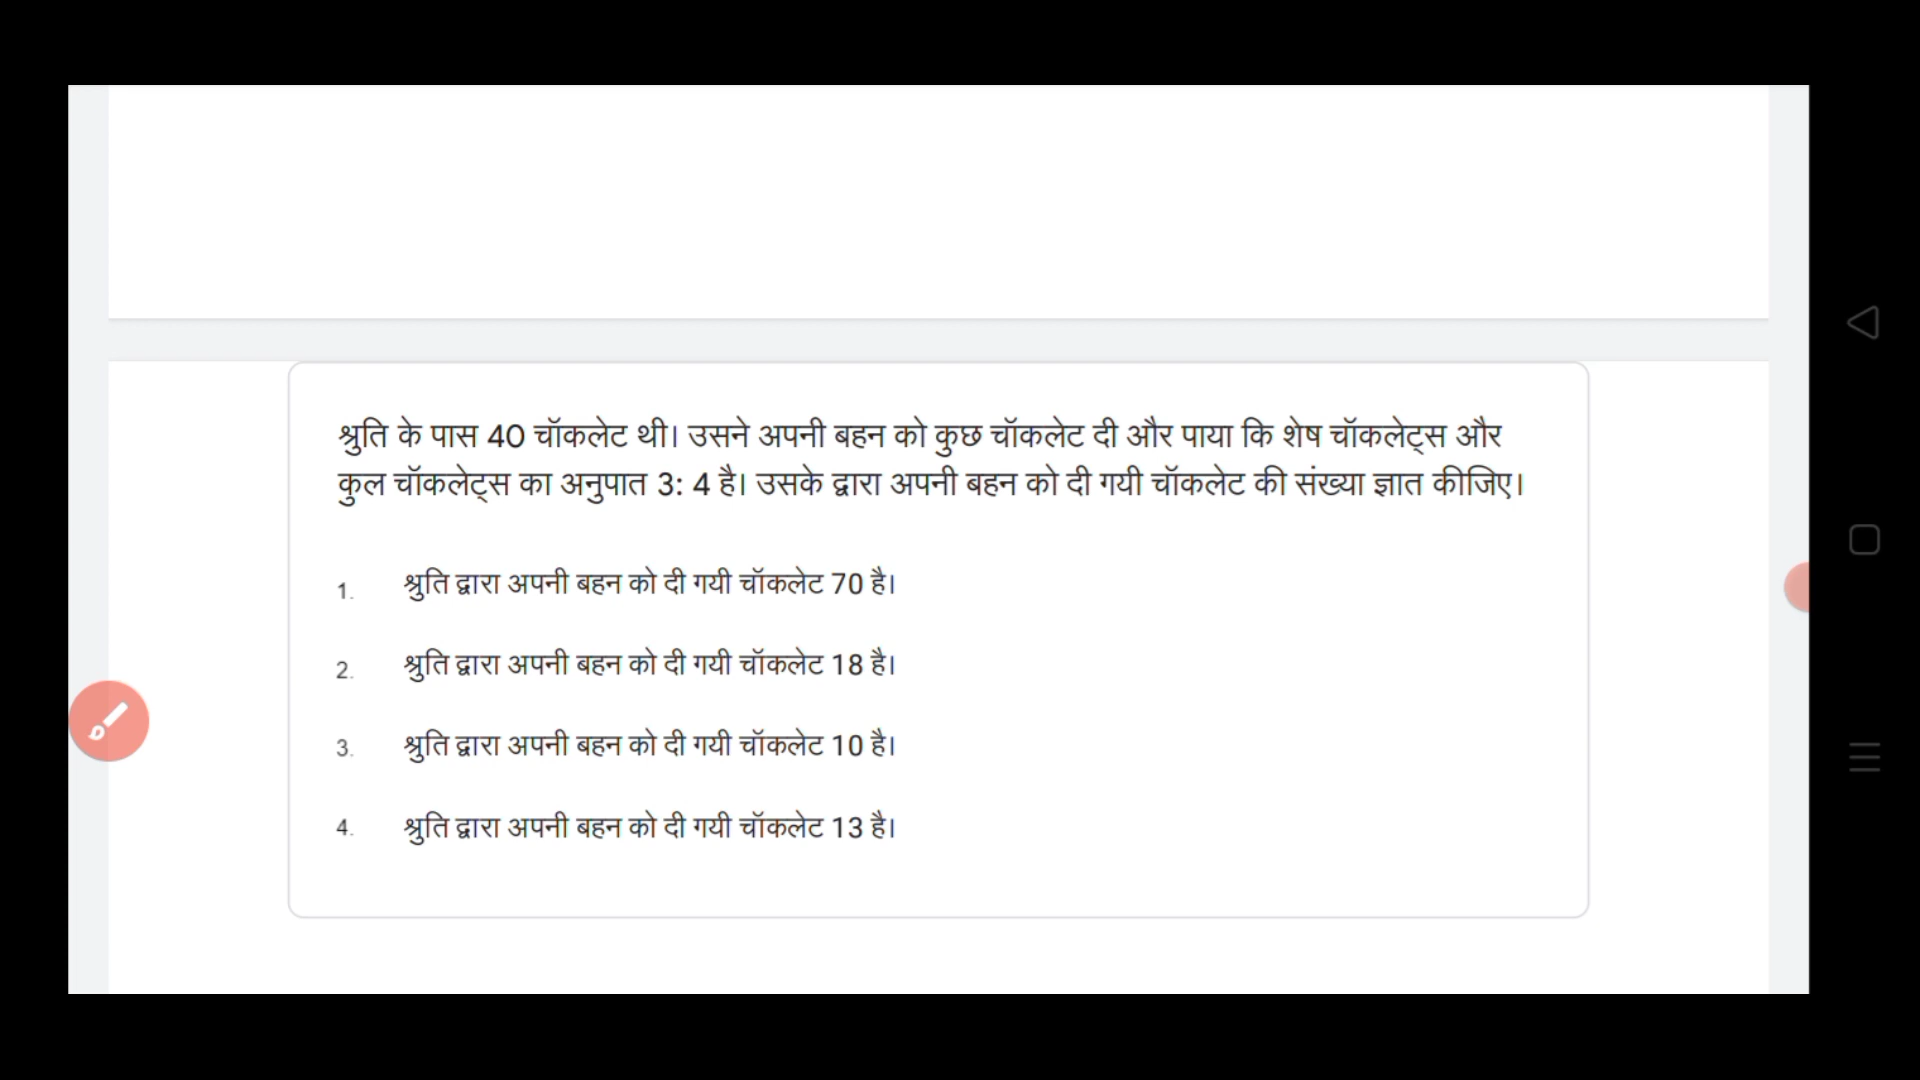 श्रुति के पास 40 चॉकलेट थी। उसने अपनी बहन को कुछ चॉकलेट दी और पाया कि शेष चॉकलेट्स और
कुल चॉकलेट्स का अनुपात 3: 4 है। उसके द्वारा अपनी बहन को दी गयी चॉकलेट की संख्या ज्ञात कीजिए।
1. श्रुति द्वारा अपनी बहन को दी गयी चॉकलेट 70 है।
2. श्रुति द्वारा अपनी बहन को दी गयी चॉकलेट 18 है।
3. श्रुति द्वारा अपनी बहन को दी गयी चॉकलेट 10 है।
4. श्रुति द्वारा अपनी बहन को दी गयी चॉकलेट 13 है।